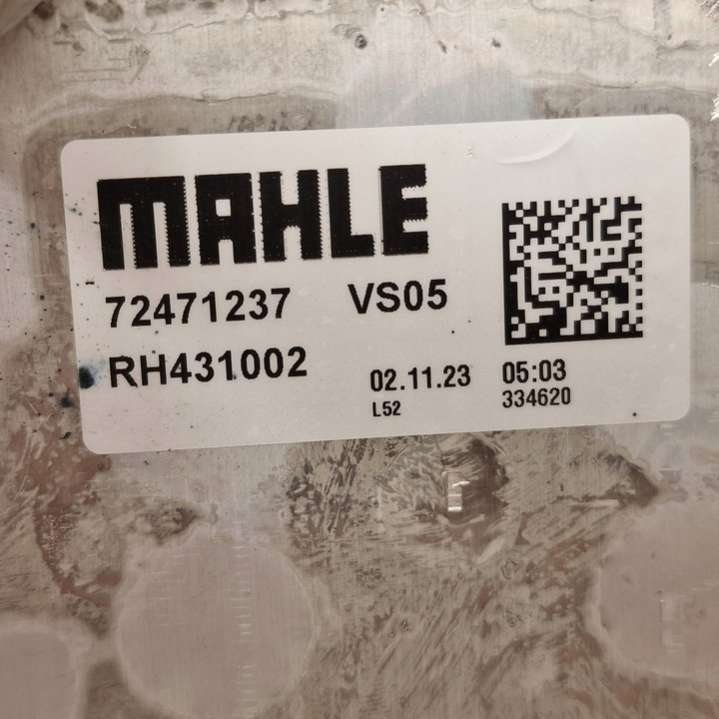 MAHLE
72471237 VS05
RH431002
02.11.23 05:03
L52 334620